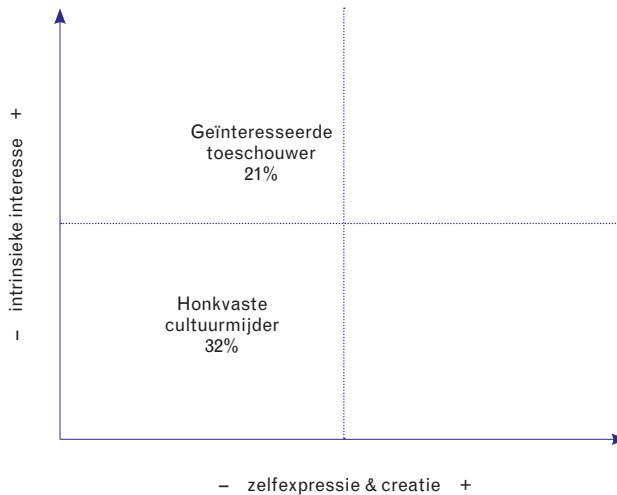 Geïnteresseerde
toeschouwer
21%
Honkvaste
cultuurmijder
32%
– intrinsieke interesse +
– zelfexpressie & creatie +